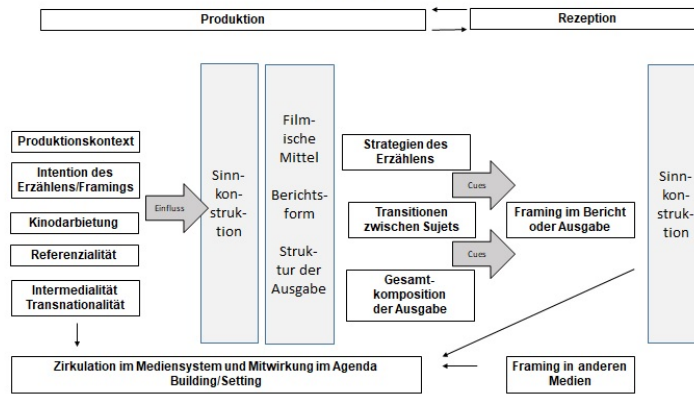 Produktion
Rezeption
Produktionskontext
Intention des
Erzählens/Framings
Kinodarbietung
Referenzialität
Intermedialität
Transnationalität
Einfluss
Sinn-
kon-
struk-
tion
Film-
ische
Mittel
Berichts-
form
Struk-
tur der
Ausgabe
Strategien des
Erzählens
Transitionen
zwischen Sujets
Gesamt-
komposition
der Ausgabe
Cues
Cues
Framing im Bericht
oder Ausgabe
Sinn-
kon-
struk-
tion
Zirkulation im Mediensystem und Mitwirkung im Agenda
Building/Setting
Framing in anderen
Medien